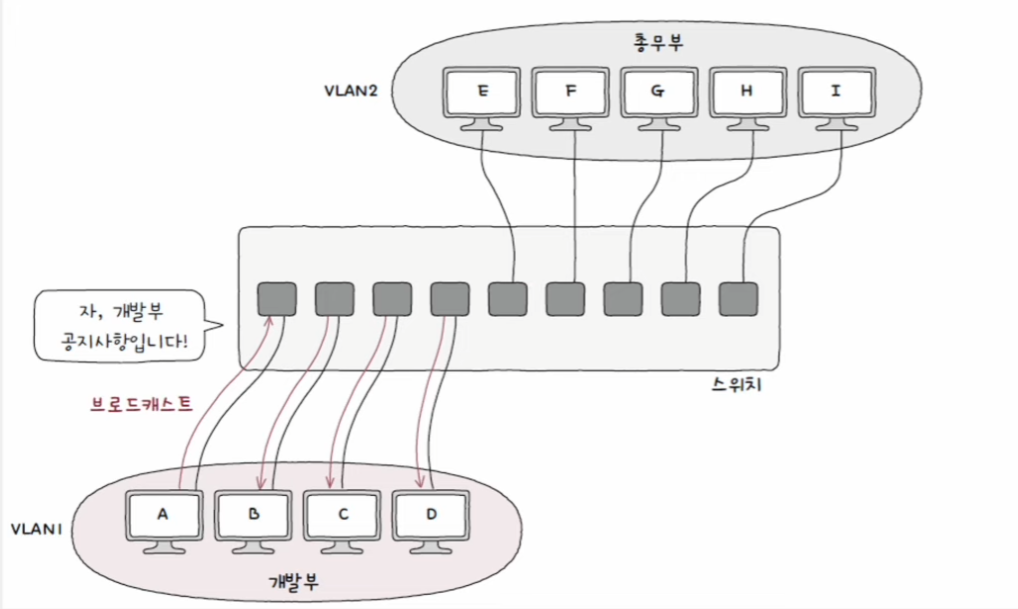 총무부
VLAN2
E F G H I
자, 개발부
공지사항입니다!
스위치
브로드캐스트
A B C D
VLAN1
개발부